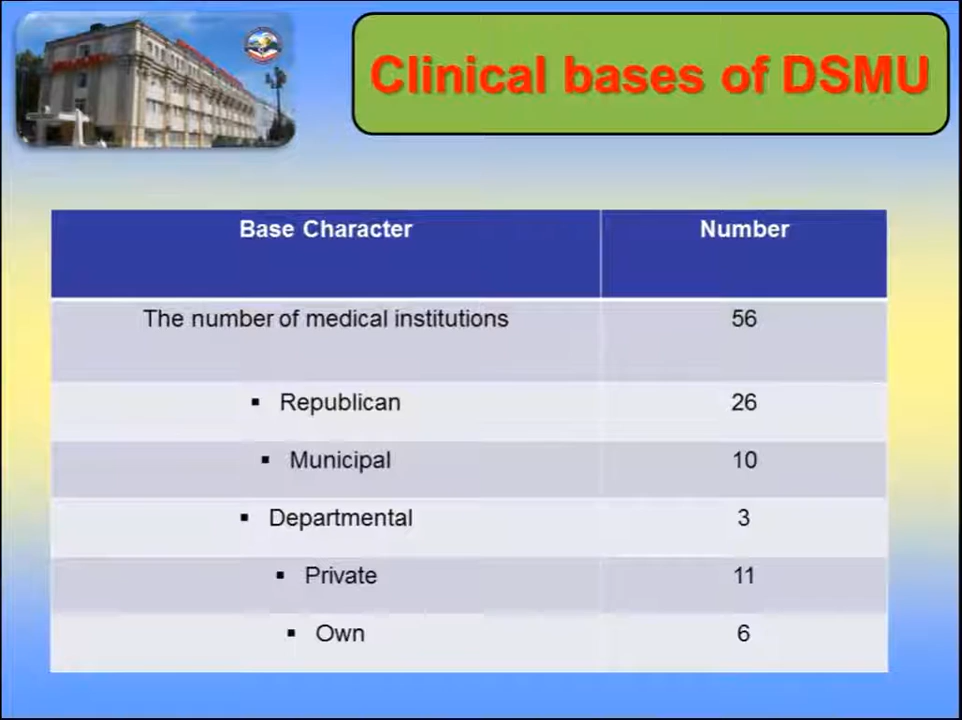 Clinical bases of DSMU
Base Character Number
The number of medical institutions 56
▪ Republican 26
▪ Municipal 10
▪ Departmental 3
▪ Private 11
▪ Own 6